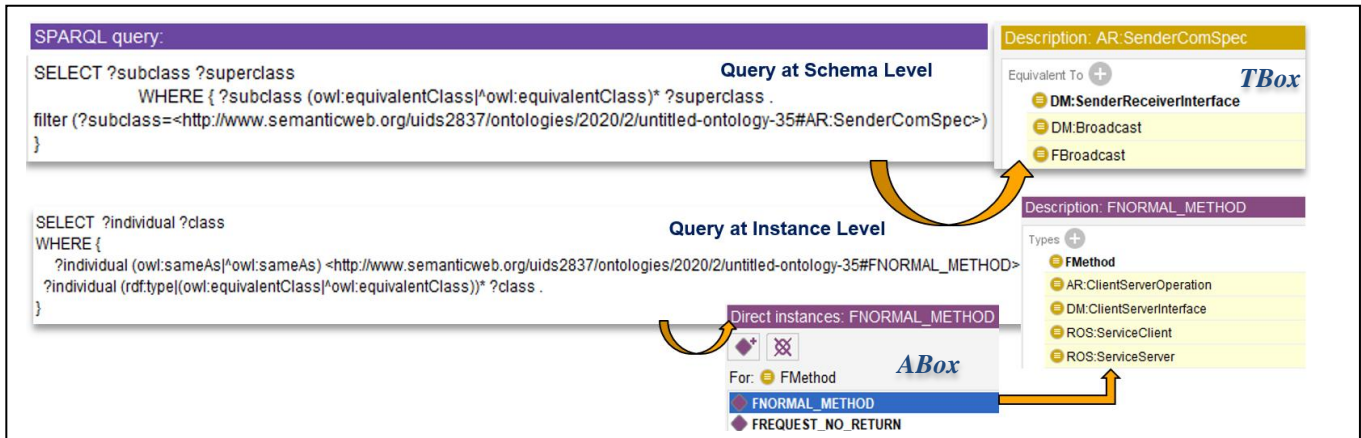 SPARQL query:
SELECT ?subclass ?superclass
WHERE { ?subclass (owl:equivalentClass|^owl:equivalentClass)* ?superclass .
filter (?subclass=<http://www.semanticweb.org/uids2837/ontologies/2020/2/untitled-ontology-35#AR:SenderComSpec>)
}
Query at Schema Level
Description: AR:SenderComSpec
Equivalent To
TBox
DM:SenderReceiverInterface
DM:Broadcast
FBroadcast
SELECT ?individual ?class
WHERE {
?individual (owl:sameAs|^owl:sameAs) <http://www.semanticweb.org/uids2837/ontologies/2020/2/untitled-ontology-35#FNORMAL_METHOD>
?individual (rdf:type|(owl:equivalentClass|^owl:equivalentClass))* ?class .
}
Query at Instance Level
Description: FNORMAL_METHOD
Types
FMethod
AR:ClientServerOperation
DM:ClientServerInterface
ROS:ServiceClient
ROS:ServiceServer
Direct instances: FNORMAL_METHOD
ABox
For: FMethod
FNORMAL_METHOD
FREQUEST_NO_RETURN